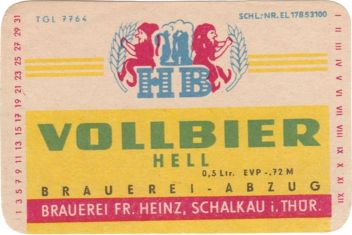 TGL 7764
SCHL.-NR. EL 178 53100
HB
VOLLBIER
HELL
0,5 Ltr. EVP -.72 M
BRAUEREI - ABZUG
BRAUEREI FR. HEINZ, SCHALKAU i. THÜR.
1 3 5 7 9 11 13 15 17 19 21 23 25 27 29 31
I II III IV V VI VII VIII IX X XI XII